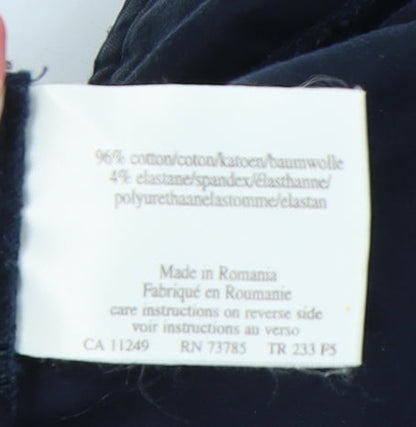 96% cotton/coton/katoen/baumwolle
4% elastane/spandex/élasthanne/
polyurethaanelastomme/elastan
Made in Romania
Fabriqué en Roumanie
care instructions on reverse side
voir instructions au verso
CA 11249 RN 73785 TR 233 F5